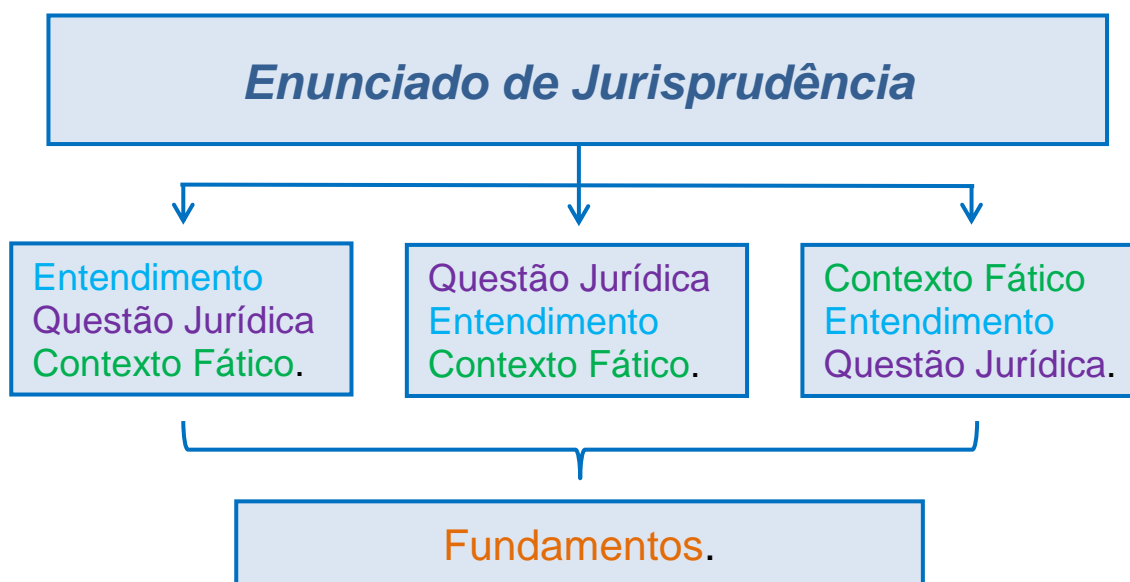 Enunciado de Jurisprudência
Entendimento
Questão Jurídica
Contexto Fático.
Questão Jurídica
Entendimento
Contexto Fático.
Contexto Fático
Entendimento
Questão Jurídica.
Fundamentos.